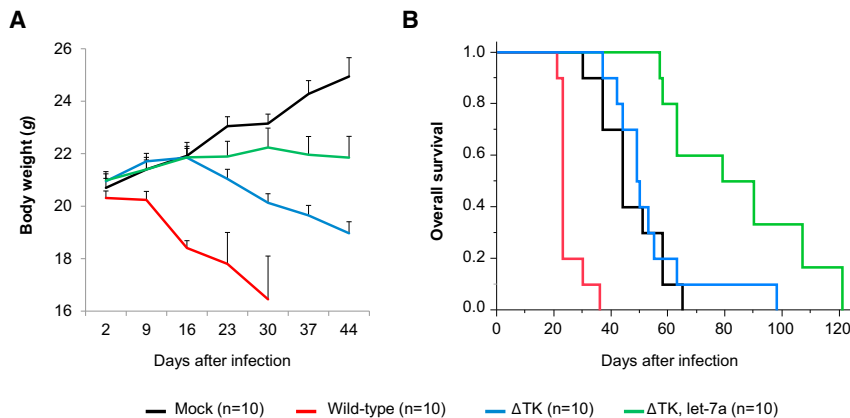 A
Body weight (g)
26
24
22
20
18
16
2 9 16 23 30 37 44
Days after infection
B
Overall survival
1.0
0.8
0.6
0.4
0.2
0.0
0 20 40 60 80 100 120
Days after infection
Mock (n=10) Wild-type (n=10) ΔTK (n=10) ΔTK, let-7a (n=10)